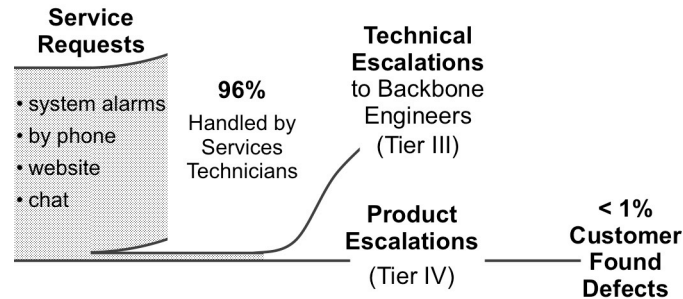 Service
Requests
• system alarms
• by phone
• website
• chat
96%
Handled by
Services
Technicians
Technical
Escalations
to Backbone
Engineers
(Tier III)
Product
Escalations
(Tier IV)
< 1%
Customer
Found
Defects